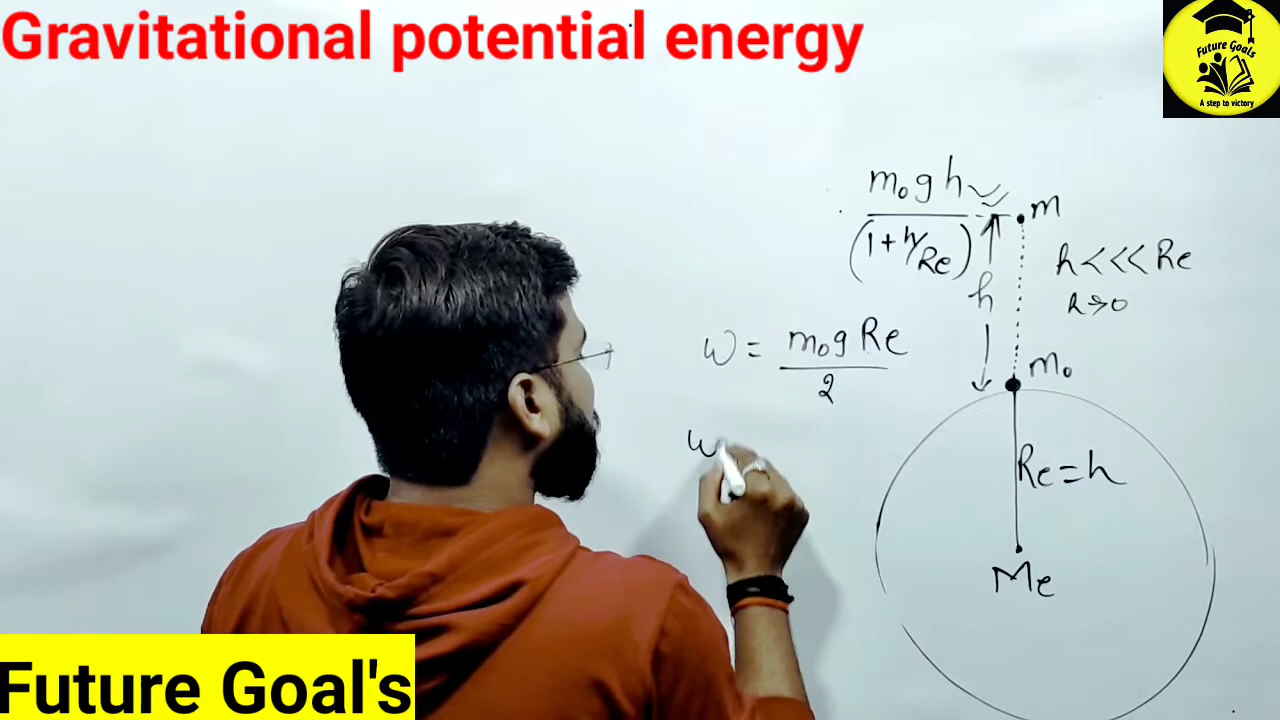 Gravitational potential energy
Future Goals
A step to victory
m₀gh
(1+h/Re)
m
h
h<<<Re
h→0
W = m₀gRe
2
m₀
W
Re=h
Me
Future Goal's